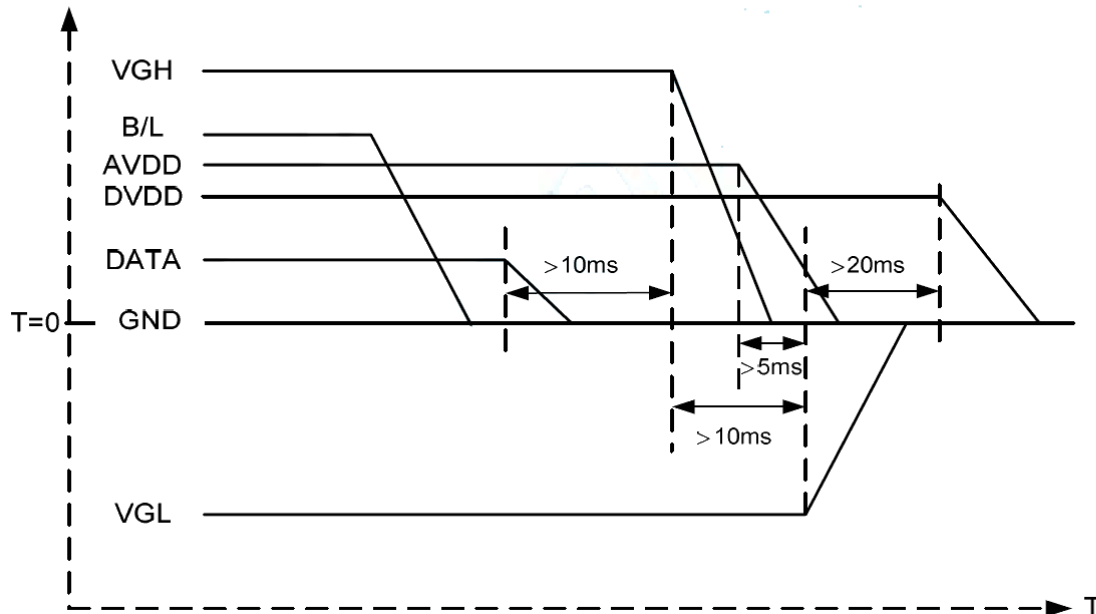 VGH
B/L
AVDD
DVDD
DATA
>10ms
>20ms
T=0
GND
>5ms
>10ms
VGL
T